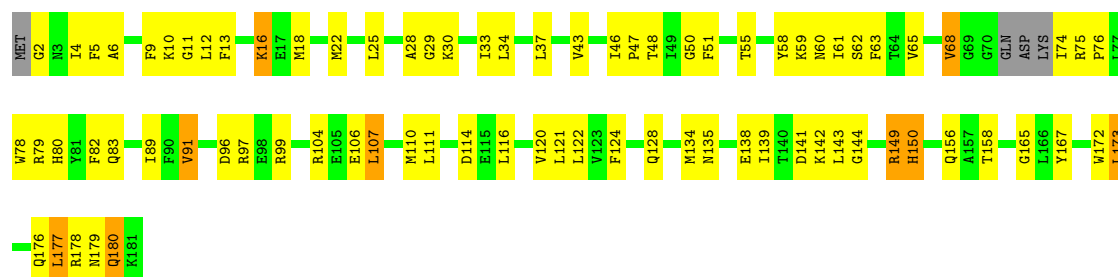 MET G2 N3 I4 F5 A6 F9 K10 G11 L12 F13 K16 E17 M18 M22 L25 A28 G29 K30 I33 L34 L37 V43 I46 P47 T48 I49 G50 F51 T55 Y58 K59 N60 I61 S62 F63 T64 V65 V68 G69 G70 GLN ASP LYS I74 R75 P76 L77
W78 R79 H80 Y81 F82 Q83 I89 F90 V91 D96 R97 E98 R99 R104 E105 E106 L107 M110 L111 D114 E115 L116 V120 L121 L122 V123 F124 Q128 M134 N135 E138 I139 T140 D141 K142 L143 G144 R149 H150 Q156 A157 T158 G165 L166 Y167 W172
Q176 L177 R178 N179 Q180 K181